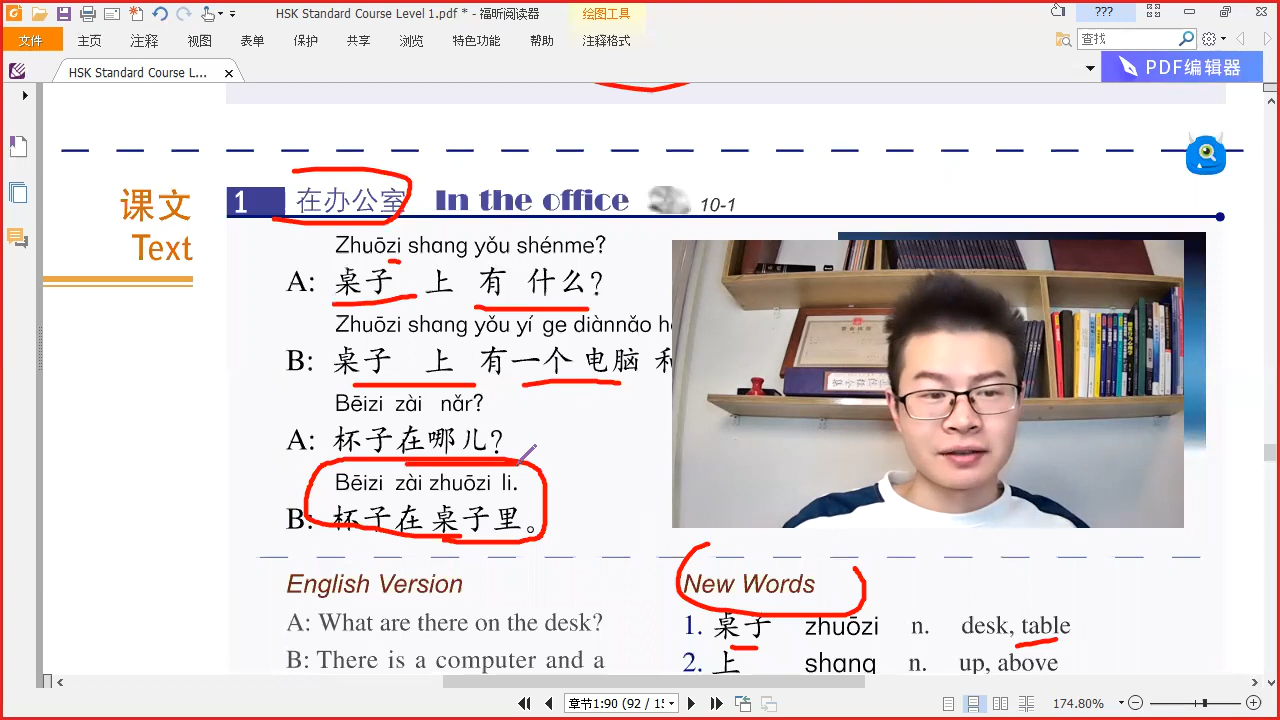 HSK Standard Course Level 1.pdf * - 福昕阅读器
绘图工具
???
文件 主页 注释 视图 表单 保护 共享 浏览 特色功能 帮助 注释格式
查找
HSK Standard Course L...
PDF编辑器
课文
Text
1 在办公室 In the office 10-1
Zhuōzi shang yǒu shénme?
A: 桌子 上 有 什么?
Zhuōzi shang yǒu yí ge diànnǎo
B: 桌子 上 有一个 电脑 和
Bēizi zài nǎr?
A: 杯子在哪儿?
Bēizi zài zhuōzi li.
B: 杯子在桌子里。
English Version
A: What are there on the desk?
B: There is a computer and a
New Words
1. 桌子 zhuōzi n. desk, table
2. 上 shang n. up, above
章节1:90 (92 / 15
174.80%